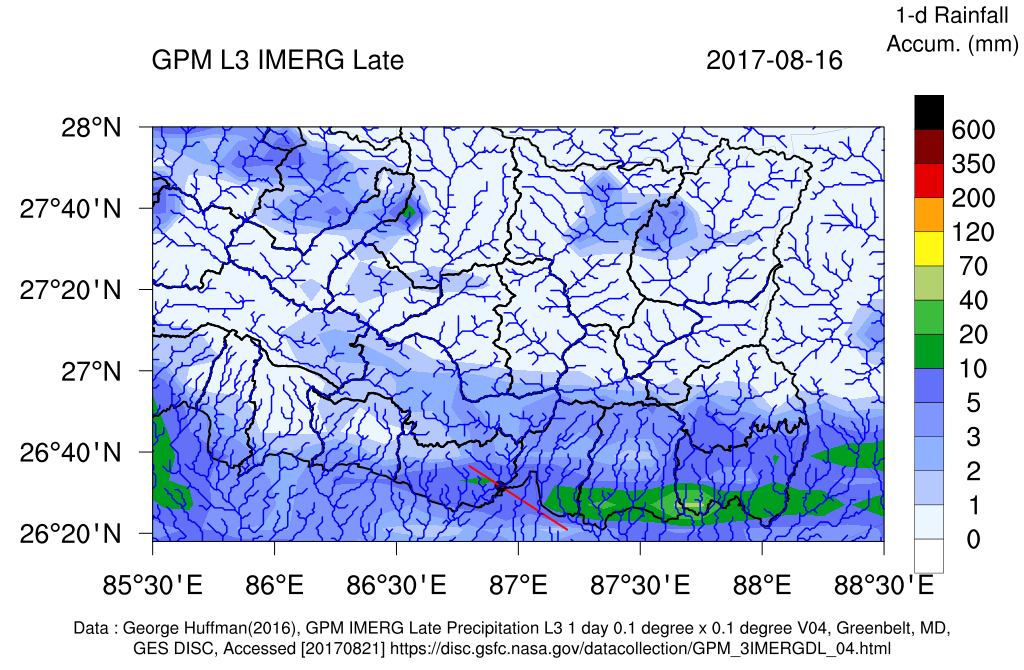 1-d Rainfall
Accum. (mm)
GPM L3 IMERG Late 2017-08-16
28°N
27°40'N
27°20'N
27°N
26°40'N
26°20'N
85°30'E 86°E 86°30'E 87°E 87°30'E 88°E 88°30'E
600
350
200
120
70
40
20
10
5
3
2
1
0
Data : George Huffman(2016), GPM IMERG Late Precipitation L3 1 day 0.1 degree x 0.1 degree V04, Greenbelt, MD,
GES DISC, Accessed [20170821] https://disc.gsfc.nasa.gov/datacollection/GPM_3IMERGDL_04.html